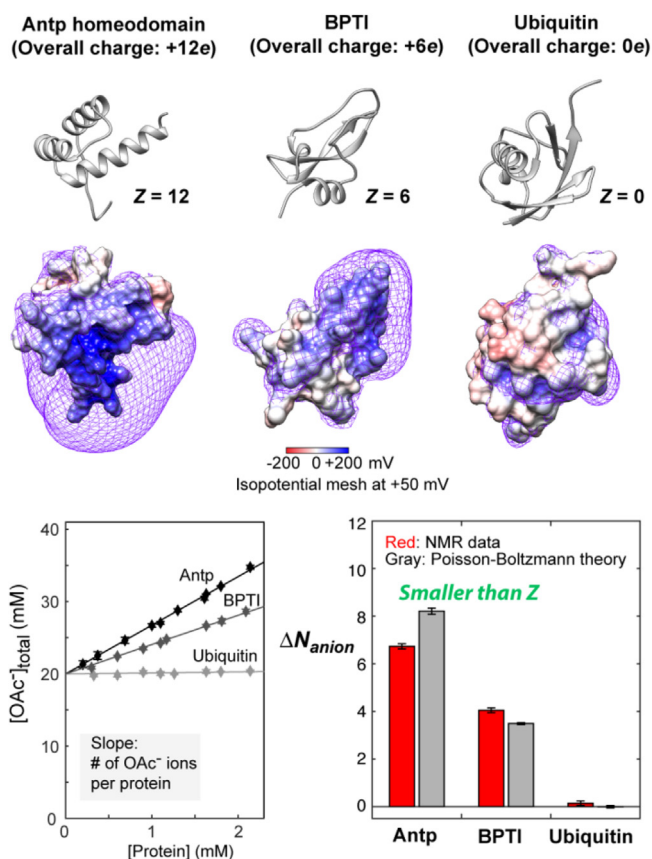 Antp homeodomain
(Overall charge: +12e)
BPTI
(Overall charge: +6e)
Ubiquitin
(Overall charge: 0e)
Z = 12
Z = 6
Z = 0
-200 0 +200 mV
Isopotential mesh at +50 mV
[OAc⁻]total (mM)
40
30
20
10
0
Antp
BPTI
Ubiquitin
Slope:
# of OAc⁻ ions
per protein
0 1 2
[Protein] (mM)
ΔNanion
12
10
8
6
4
2
0
Red: NMR data
Gray: Poisson-Boltzmann theory
Smaller than Z
Antp BPTI Ubiquitin